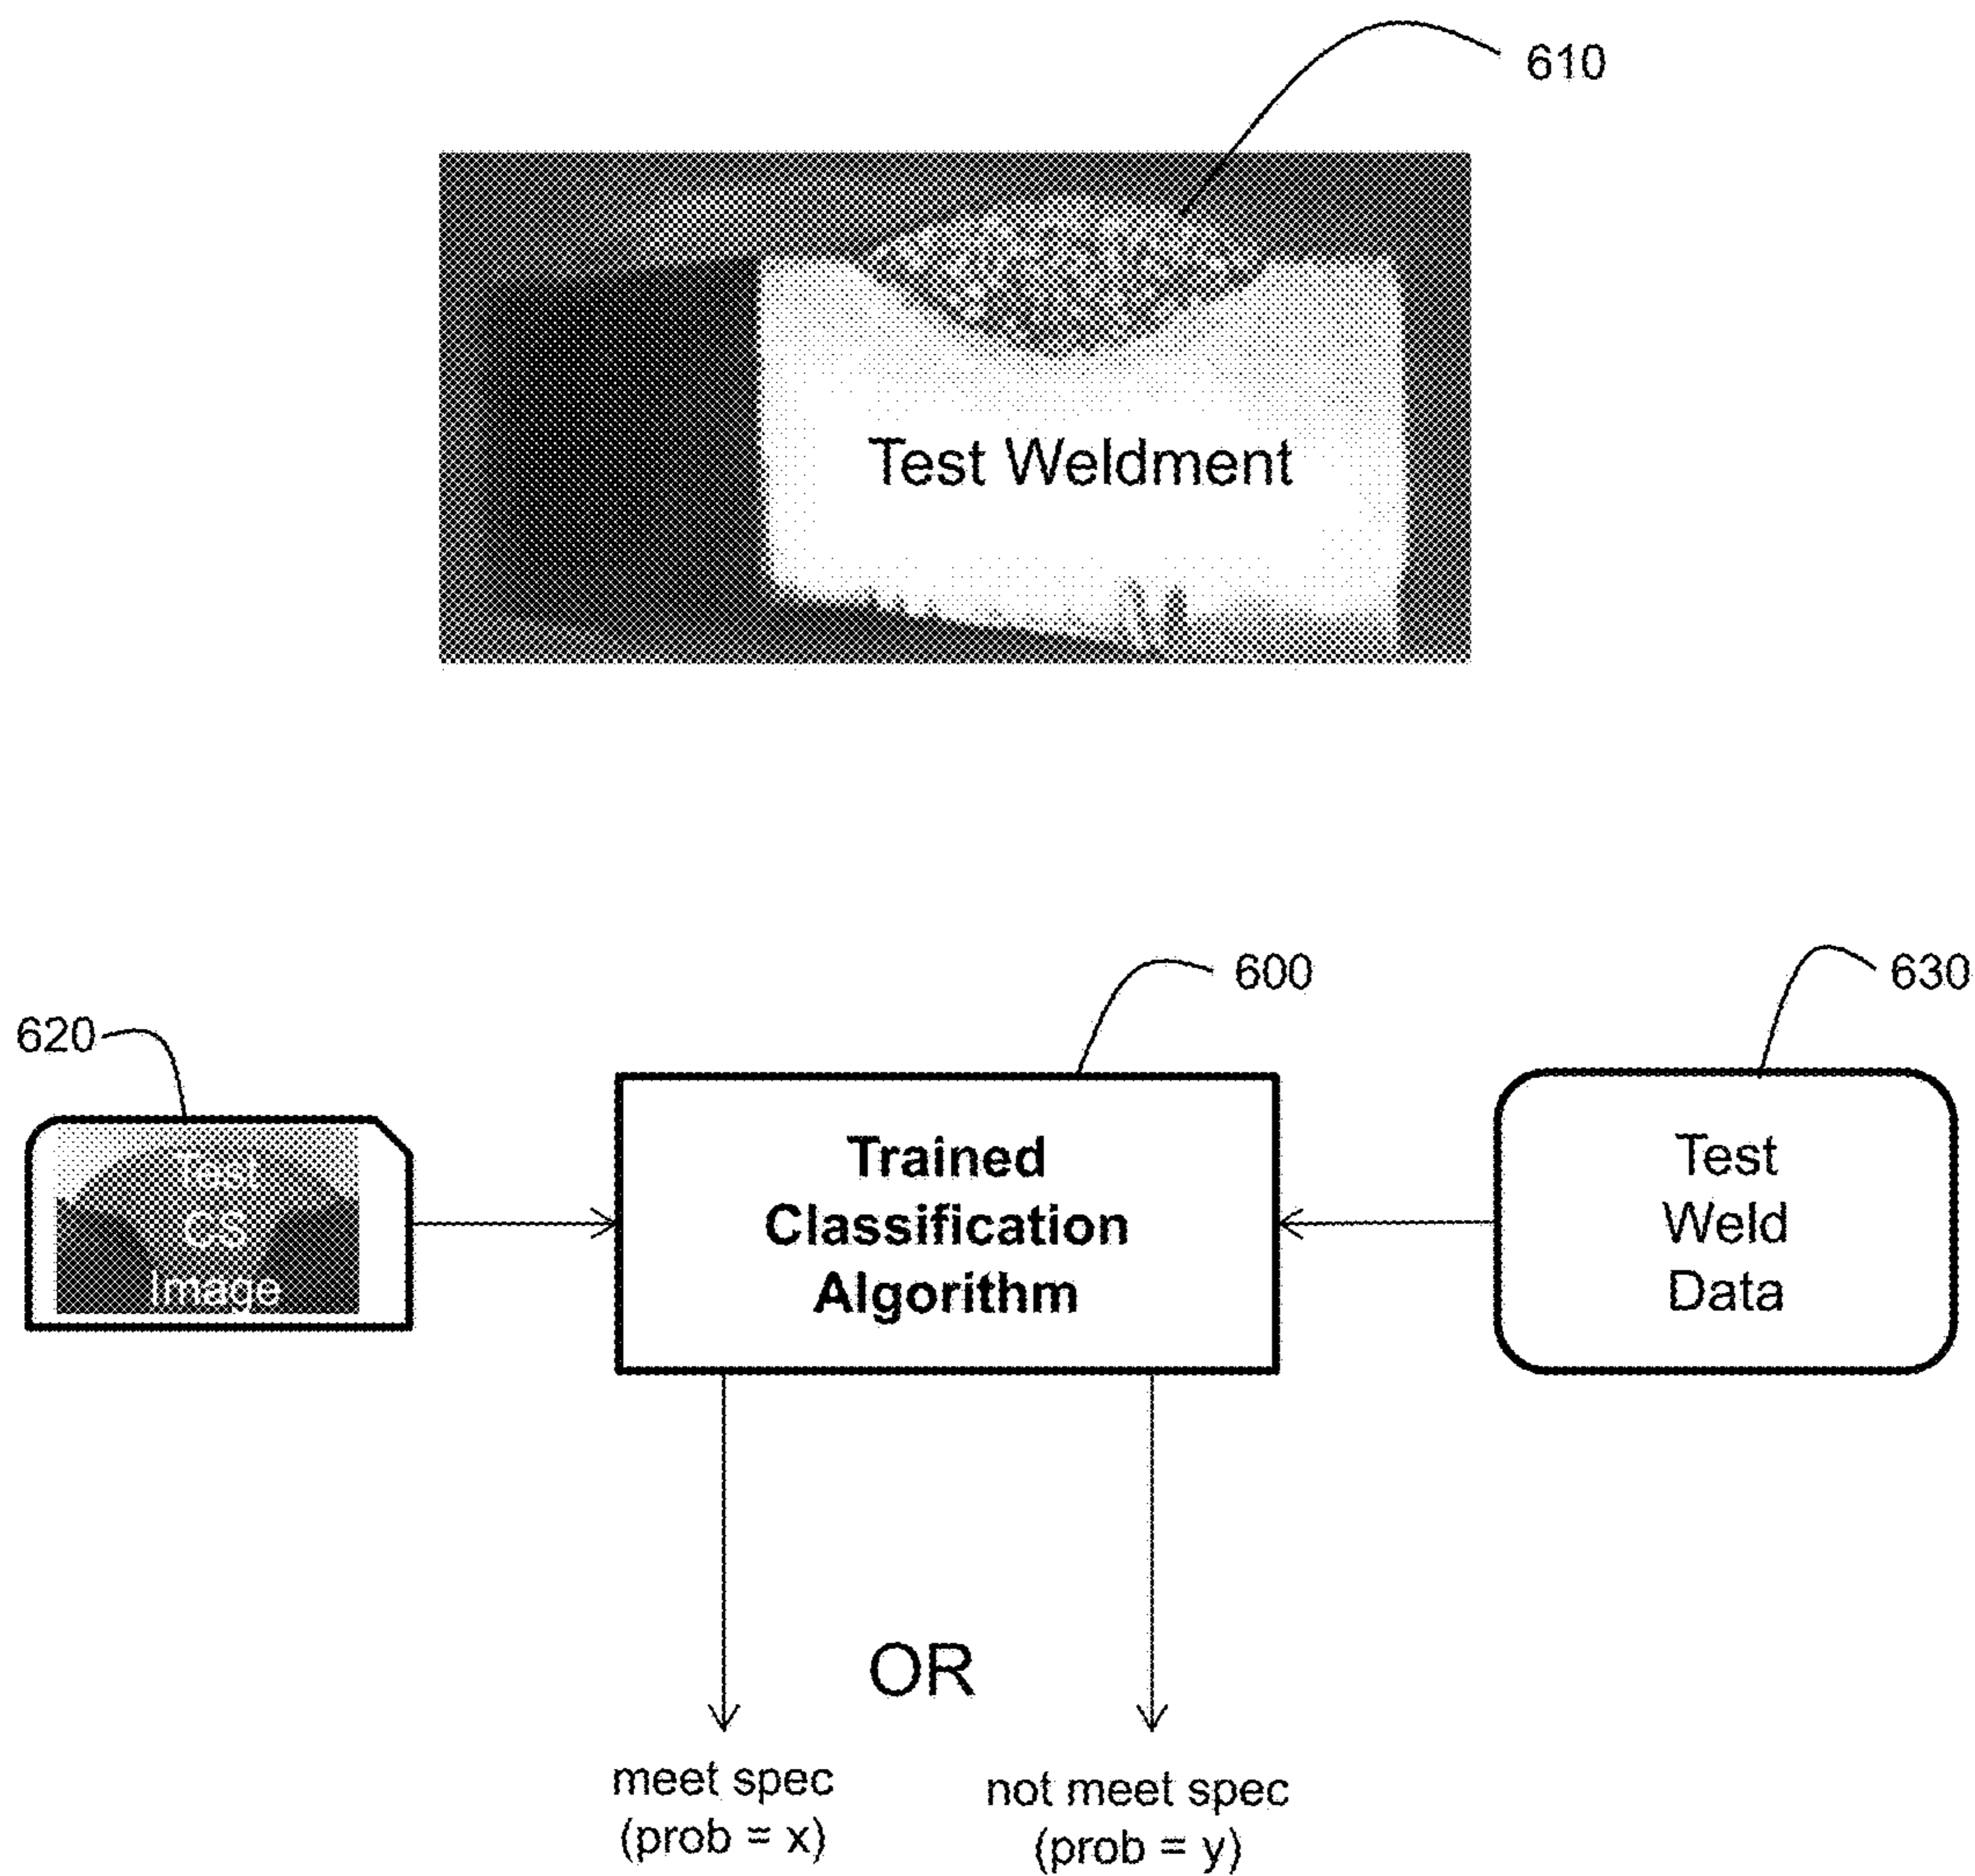 610
Test Weldment
600
630
620
Test
CS
Image
Trained
Classification
Algorithm
Test
Weld
Data
OR
meet spec
(prob = x)
not meet spec
(prob = y)